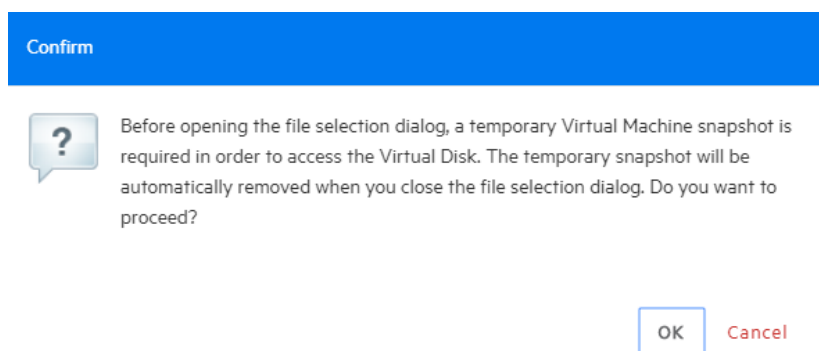 Confirm
Before opening the file selection dialog, a temporary Virtual Machine snapshot is
required in order to access the Virtual Disk. The temporary snapshot will be
automatically removed when you close the file selection dialog. Do you want to
proceed?
OK Cancel